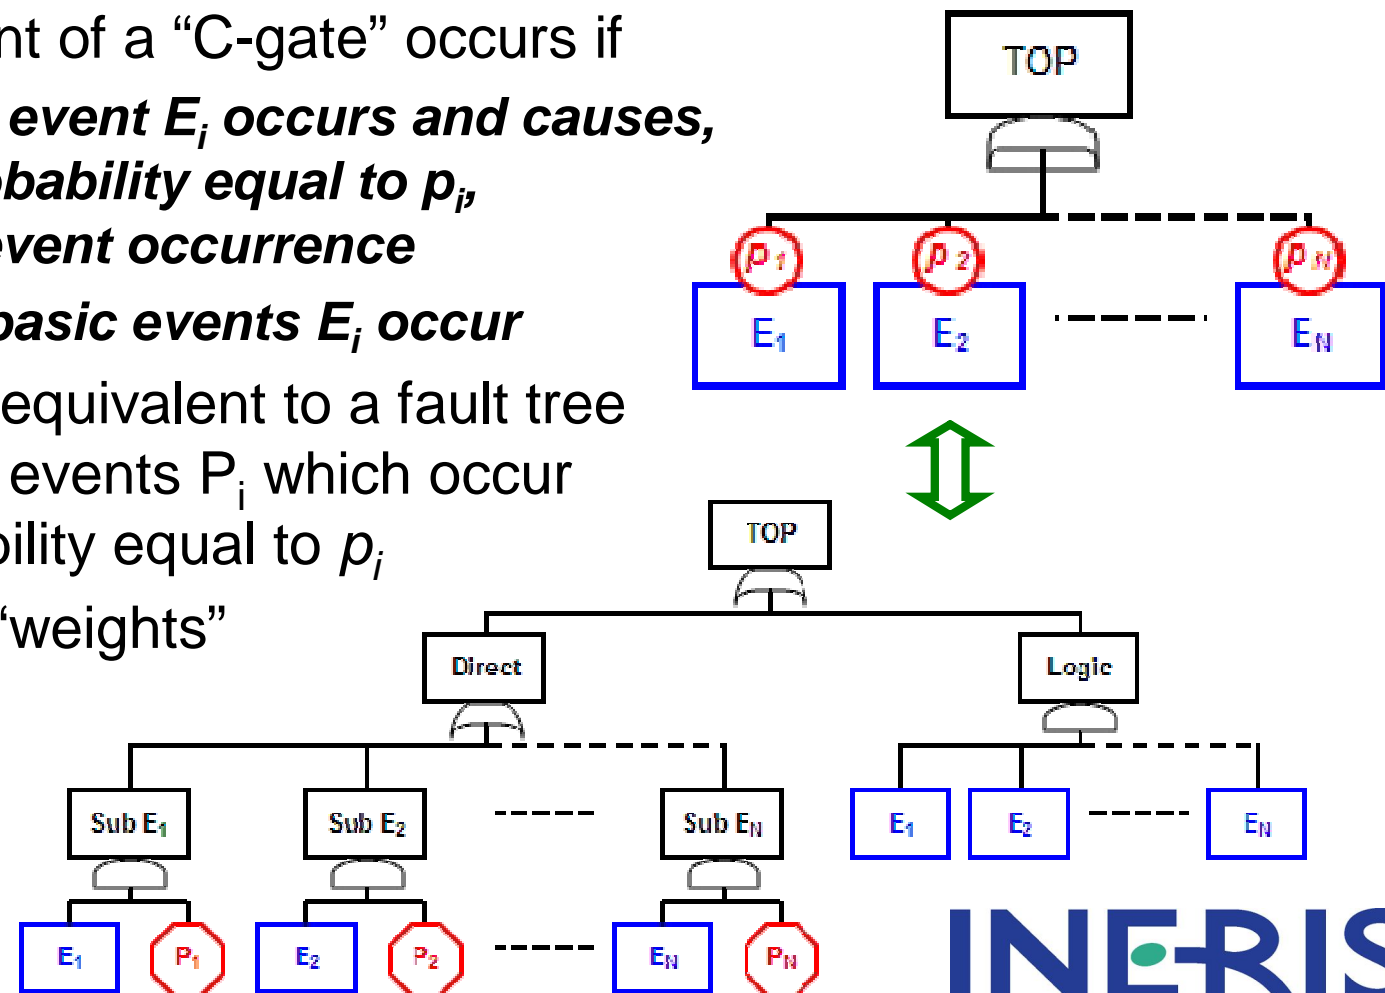 nt of a “C-gate” occurs if
event Ei occurs and causes,
bability equal to pi,
event occurrence
basic events Ei occur
equivalent to a fault tree
events Pi which occur
bility equal to pi
“weights”
TOP
p1 p2 pN
E1 E2 EN
TOP
Direct Logic
Sub E1 Sub E2 Sub EN E1 E2 EN
E1 P1 E2 P2 EN PN
INERIS